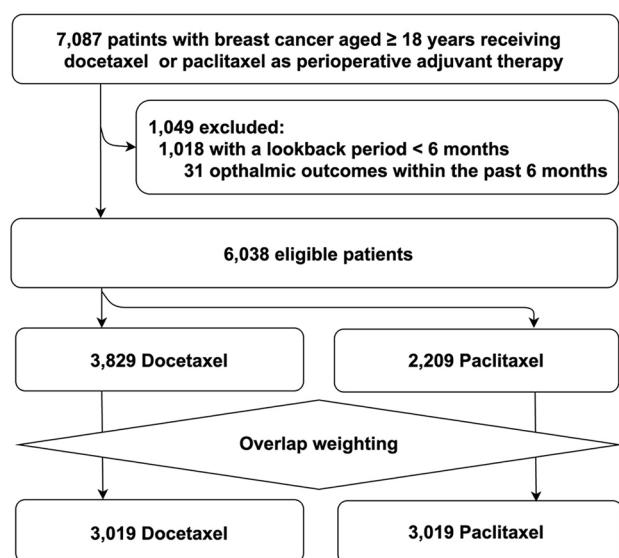 7,087 patints with breast cancer aged ≥ 18 years receiving
docetaxel or paclitaxel as perioperative adjuvant therapy
1,049 excluded:
1,018 with a lookback period < 6 months
31 opthalmic outcomes within the past 6 months
6,038 eligible patients
3,829 Docetaxel
2,209 Paclitaxel
Overlap weighting
3,019 Docetaxel
3,019 Paclitaxel